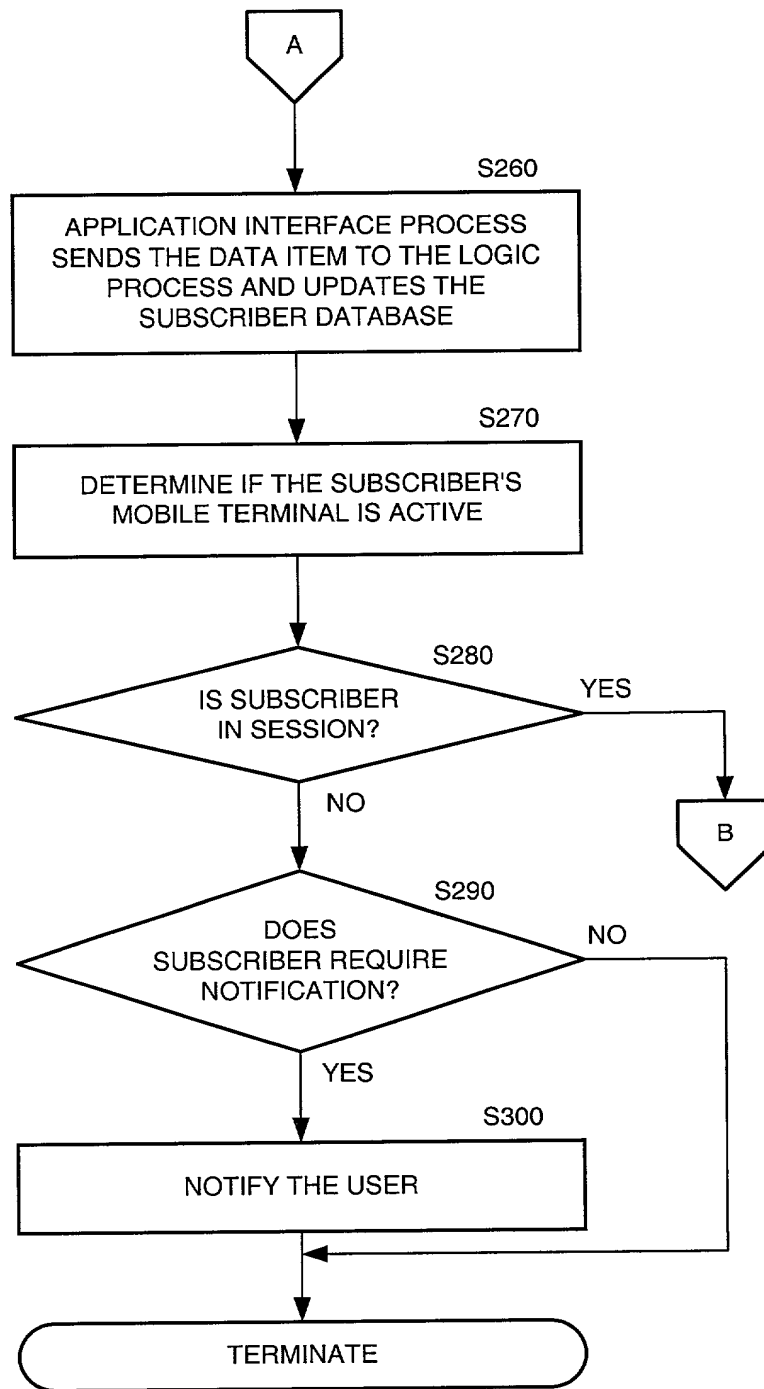 A
S260
APPLICATION INTERFACE PROCESS
SENDS THE DATA ITEM TO THE LOGIC
PROCESS AND UPDATES THE
SUBSCRIBER DATABASE
S270
DETERMINE IF THE SUBSCRIBER'S
MOBILE TERMINAL IS ACTIVE
S280
IS SUBSCRIBER
IN SESSION?
YES
NO
B
S290
DOES
SUBSCRIBER REQUIRE
NOTIFICATION?
NO
YES
S300
NOTIFY THE USER
TERMINATE